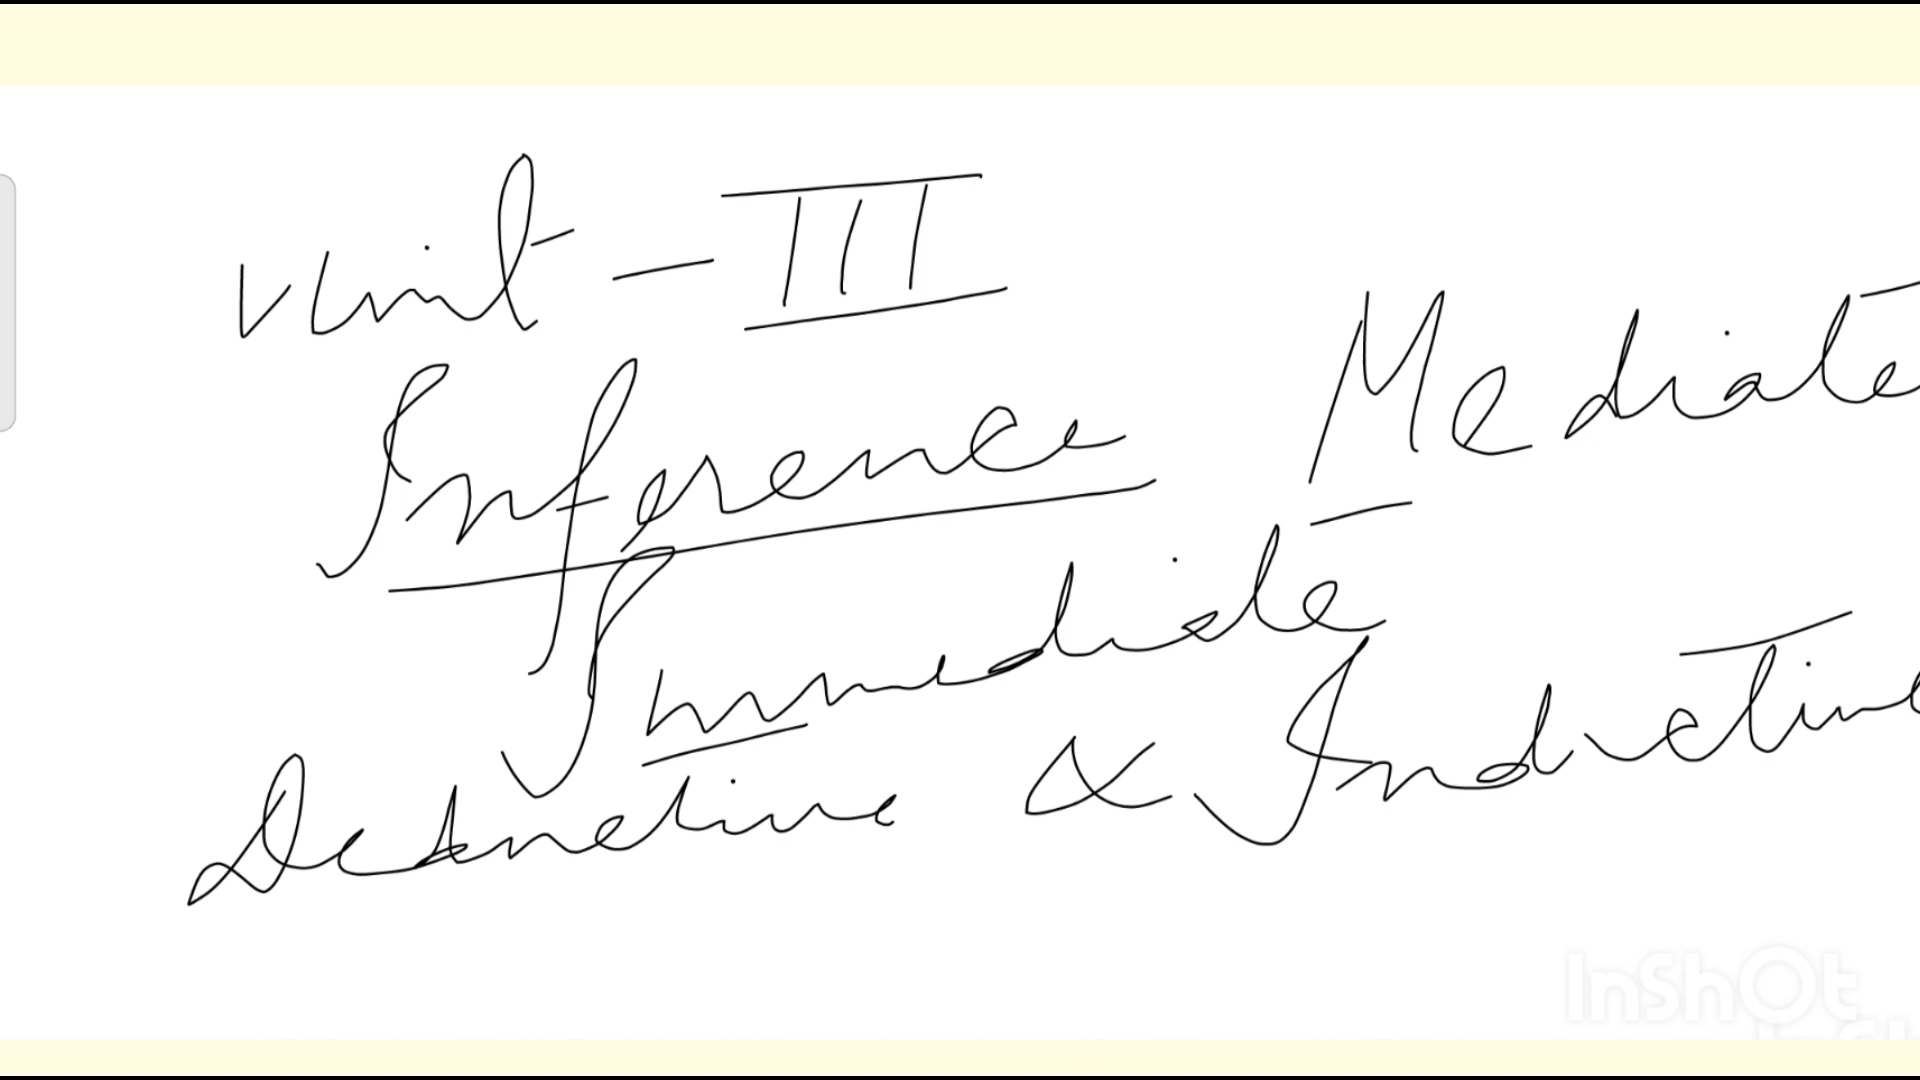 Unit - III
Inference Mediate
Immediate
Deductive & Inductive
InShOt